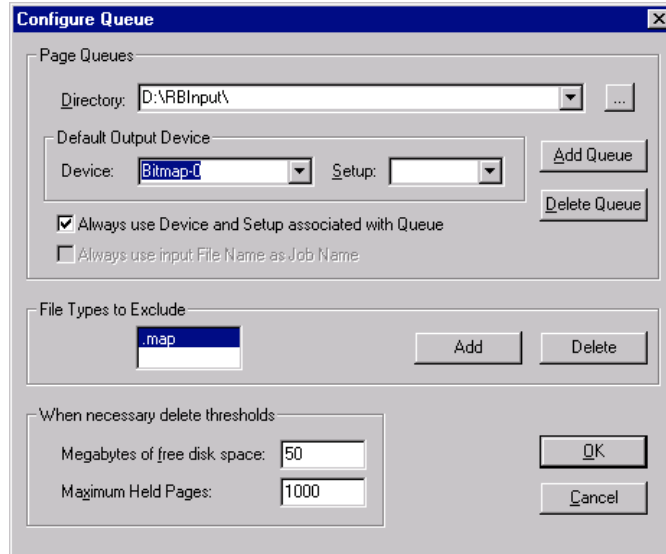 Configure Queue
Page Queues
Directory: D:\RBInput\ ...
Default Output Device
Device: Bitmap-0 Setup:
Add Queue
Delete Queue
Always use Device and Setup associated with Queue
Always use input File Name as Job Name
File Types to Exclude
.map
Add Delete
When necessary delete thresholds
Megabytes of free disk space: 50
Maximum Held Pages: 1000
OK
Cancel